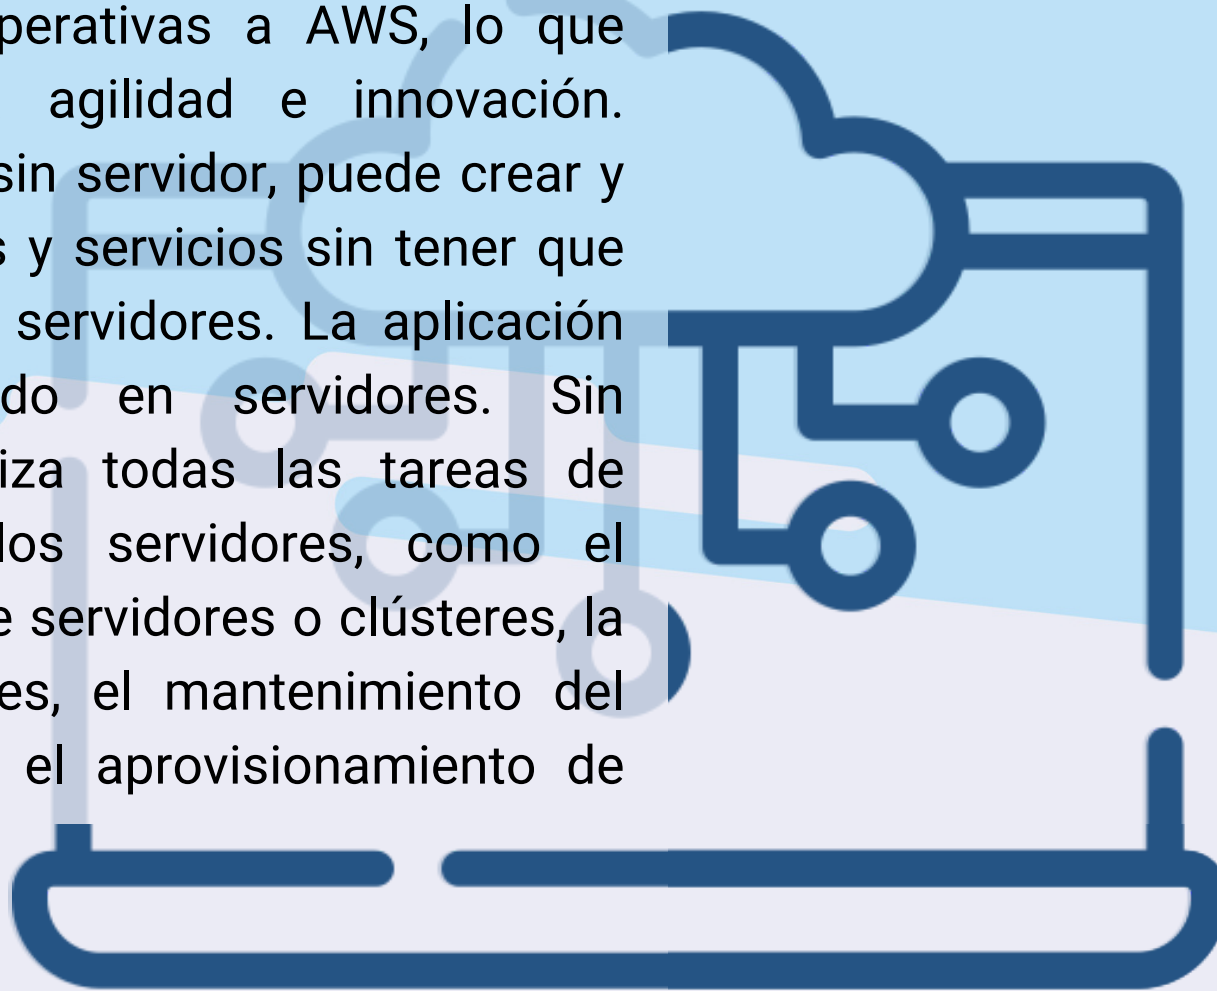 perativas a AWS, lo que
agilidad e innovación.
sin servidor, puede crear y
s y servicios sin tener que
servidores. La aplicación
do en servidores. Sin
iza todas las tareas de
los servidores, como el
e servidores o clústeres, la
es, el mantenimiento del
el aprovisionamiento de